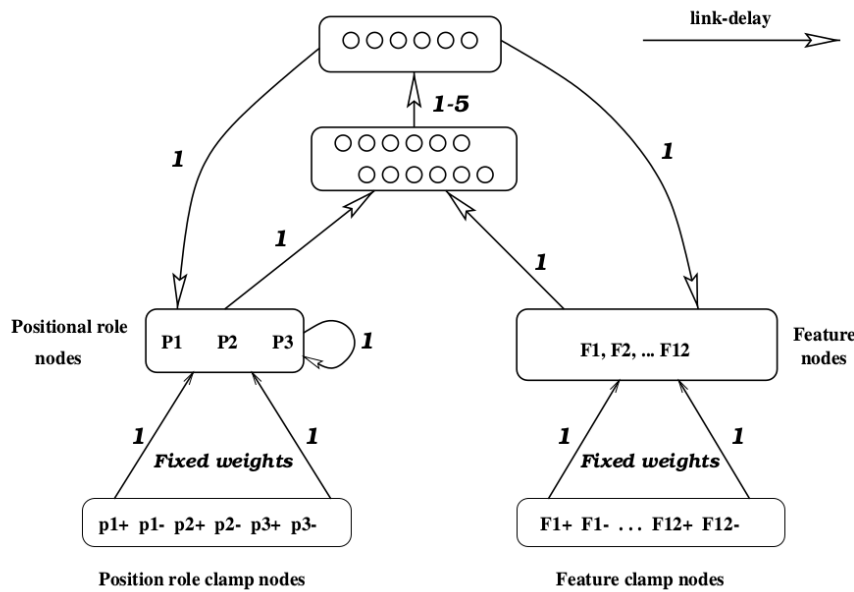 link-delay
1-5
1
1
1
1
Positional role
nodes
P1 P2 P3
1
F1, F2, ... F12
Feature
nodes
1
1
Fixed weights
1
1
Fixed weights
p1+ p1- p2+ p2- p3+ p3-
F1+ F1- . . . F12+ F12-
Position role clamp nodes
Feature clamp nodes